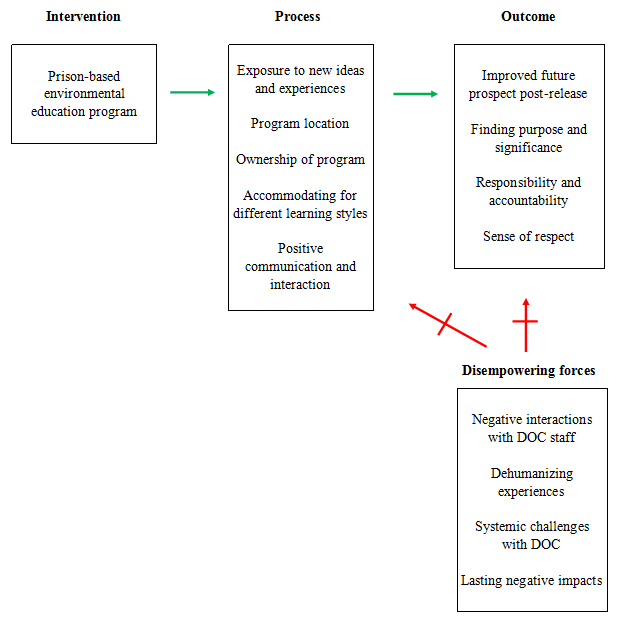 Intervention
Prison-based
environmental
education program
Process
Exposure to new ideas
and experiences
Program location
Ownership of program
Accommodating for
different learning styles
Positive
communication and
interaction
Outcome
Improved future
prospect post-release
Finding purpose and
significance
Responsibility and
accountability
Sense of respect
Disempowering forces
Negative interactions
with DOC staff
Dehumanizing
experiences
Systemic challenges
with DOC
Lasting negative impacts